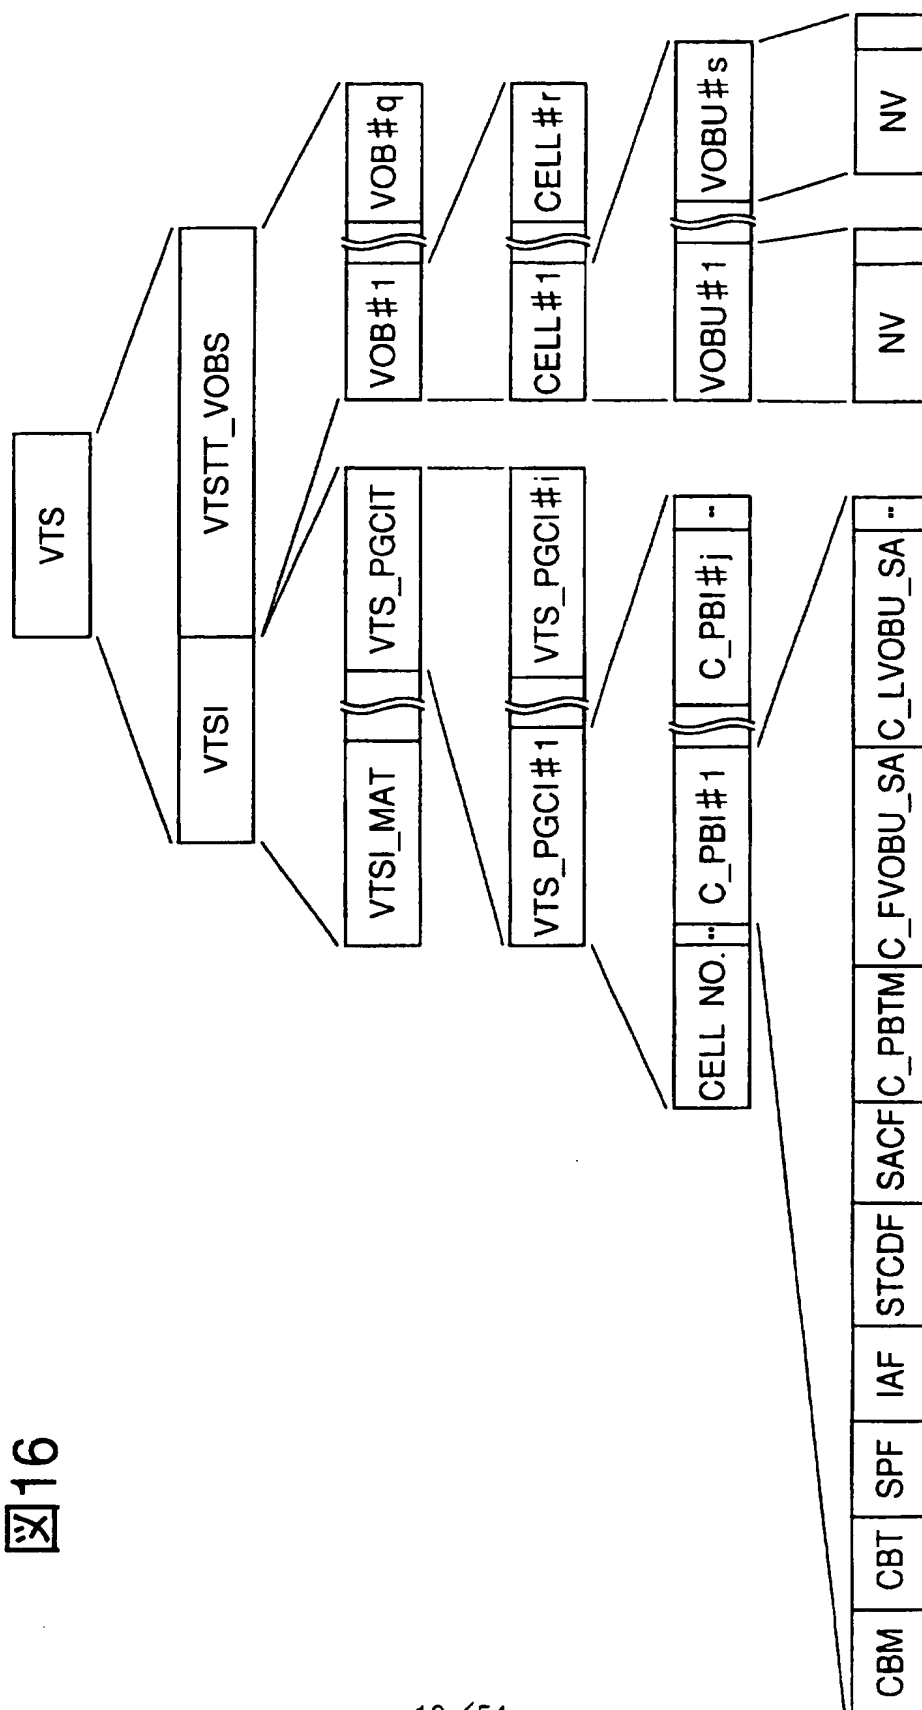 図16
VTS
VTSI VTSTT_VOBS
VTSI_MAT VTS_PGCIT VOB#1 VOB#q
VTS_PGCI#1 VTS_PGCI#i CELL#1 CELL#r
CELL NO. ·· C_PBI#1 C_PBI#j ·· VOBU#1 VOBU#s
CBM CBT SPF IAF STCDF SACF C_PBTM C_FVOBU_SA C_LVOBU_SA ·· NV NV